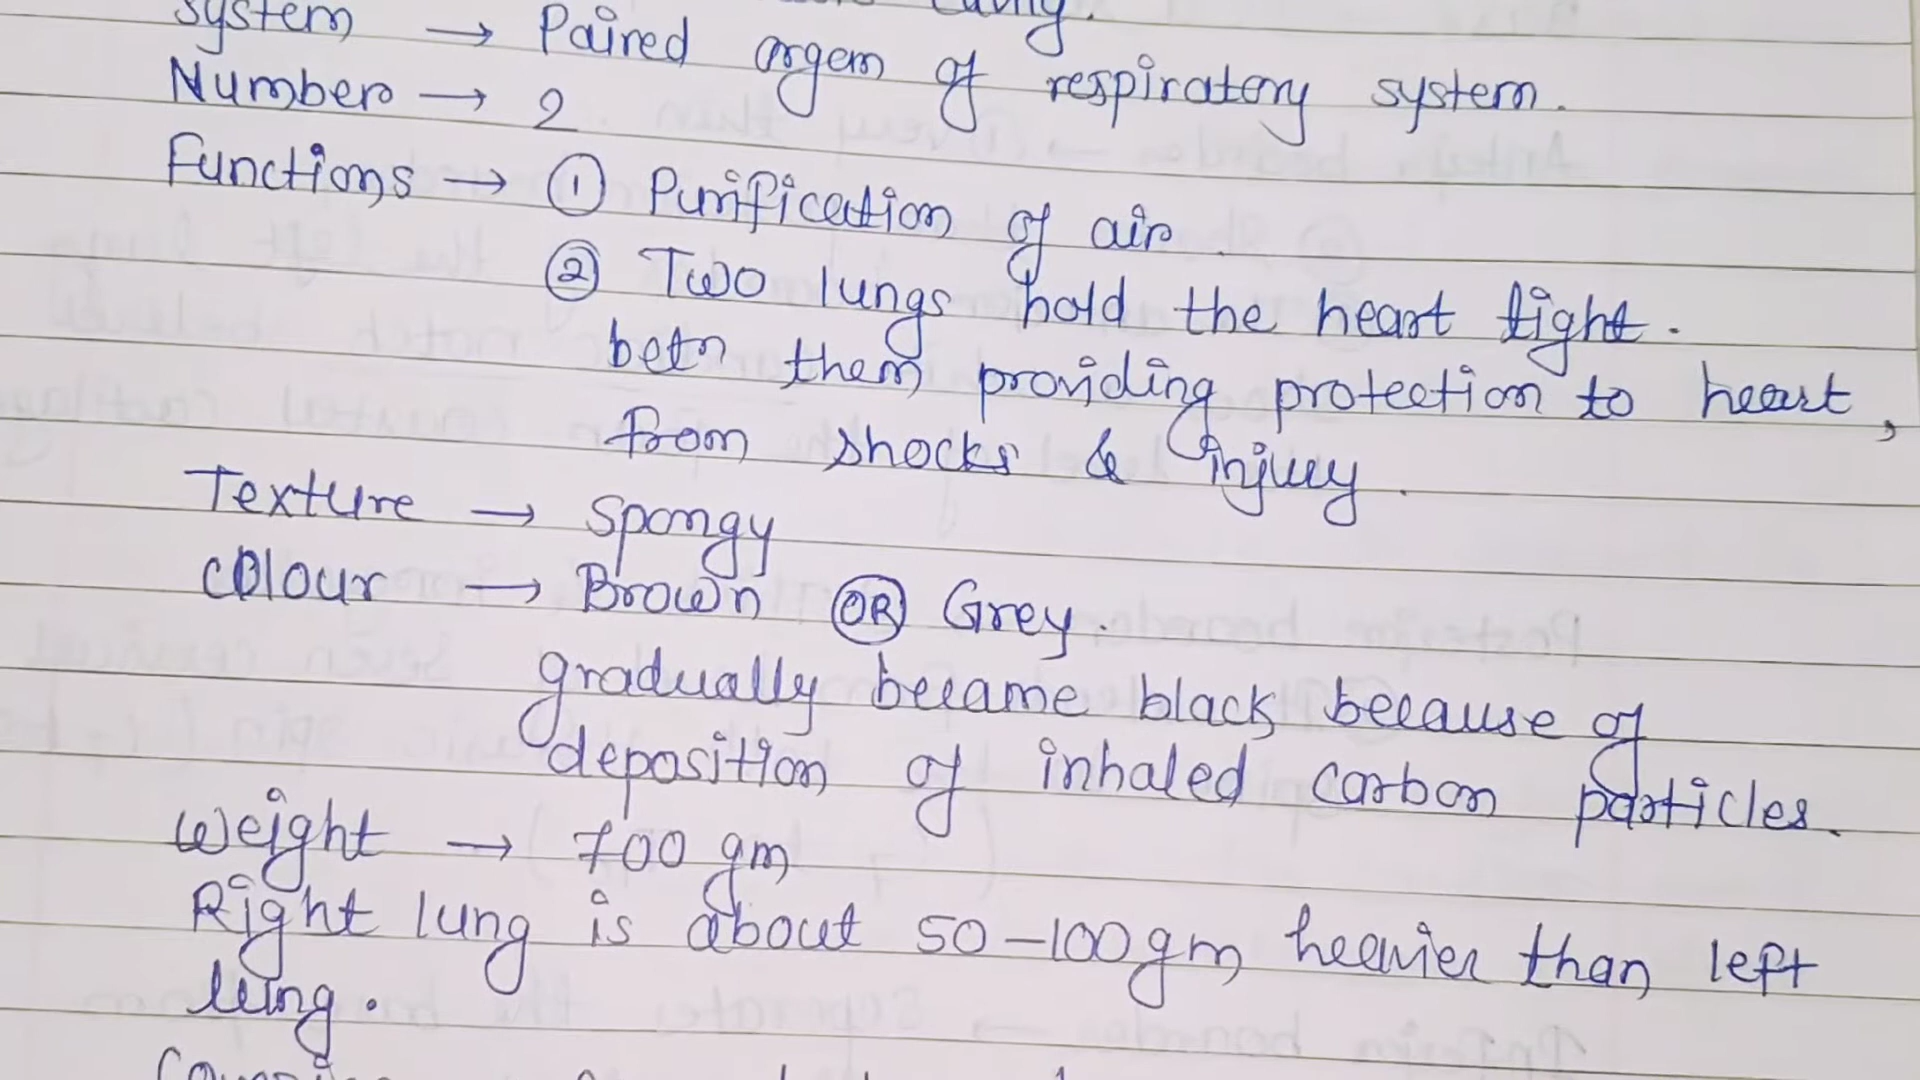 cavity.
System → Paired organ of respiratory system.
Number → 2
Functions → ① Purification of air.
② Two lungs hold the heart tight.
betn them providing protection to heart,
from shocks & injury.
Texture → Spongy
colour → Brown OR Grey.
gradually became black because of
deposition of inhaled carbon particles.
Weight → 700 gm
Right lung is about 50-100gm heavier than left
lung.